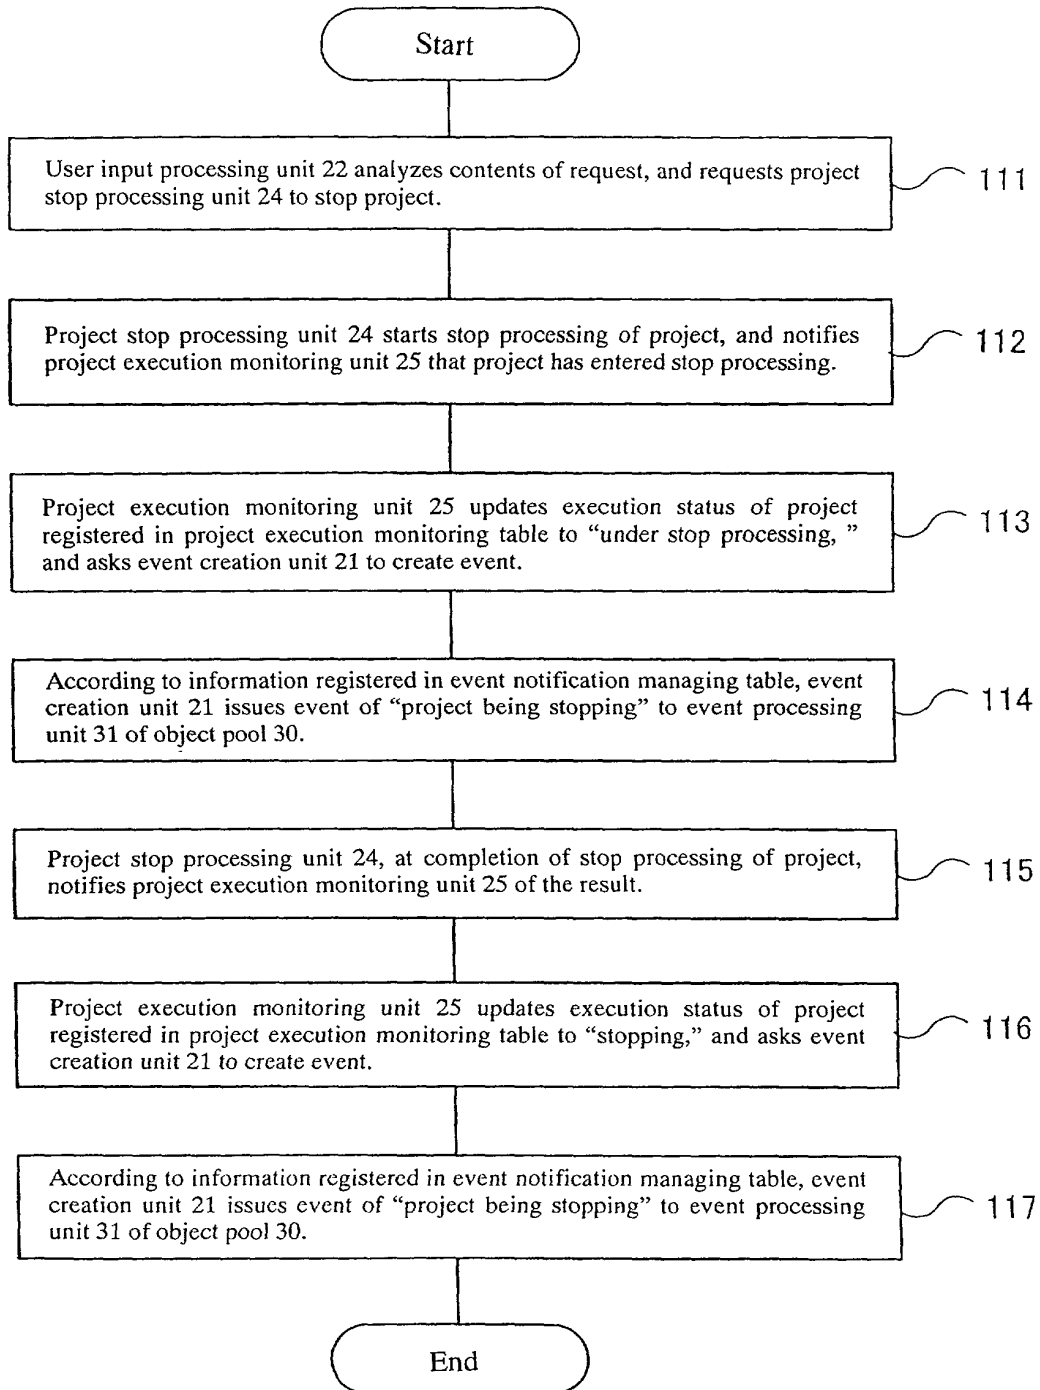 Start
User input processing unit 22 analyzes contents of request, and requests project
stop processing unit 24 to stop project.
111
Project stop processing unit 24 starts stop processing of project, and notifies
project execution monitoring unit 25 that project has entered stop processing.
112
Project execution monitoring unit 25 updates execution status of project
registered in project execution monitoring table to “under stop processing, ”
and asks event creation unit 21 to create event.
113
According to information registered in event notification managing table, event
creation unit 21 issues event of “project being stopping” to event processing
unit 31 of object pool 30.
114
Project stop processing unit 24, at completion of stop processing of project,
notifies project execution monitoring unit 25 of the result.
115
Project execution monitoring unit 25 updates execution status of project
registered in project execution monitoring table to “stopping,” and asks event
creation unit 21 to create event.
116
According to information registered in event notification managing table, event
creation unit 21 issues event of “project being stopping” to event processing
unit 31 of object pool 30.
117
End